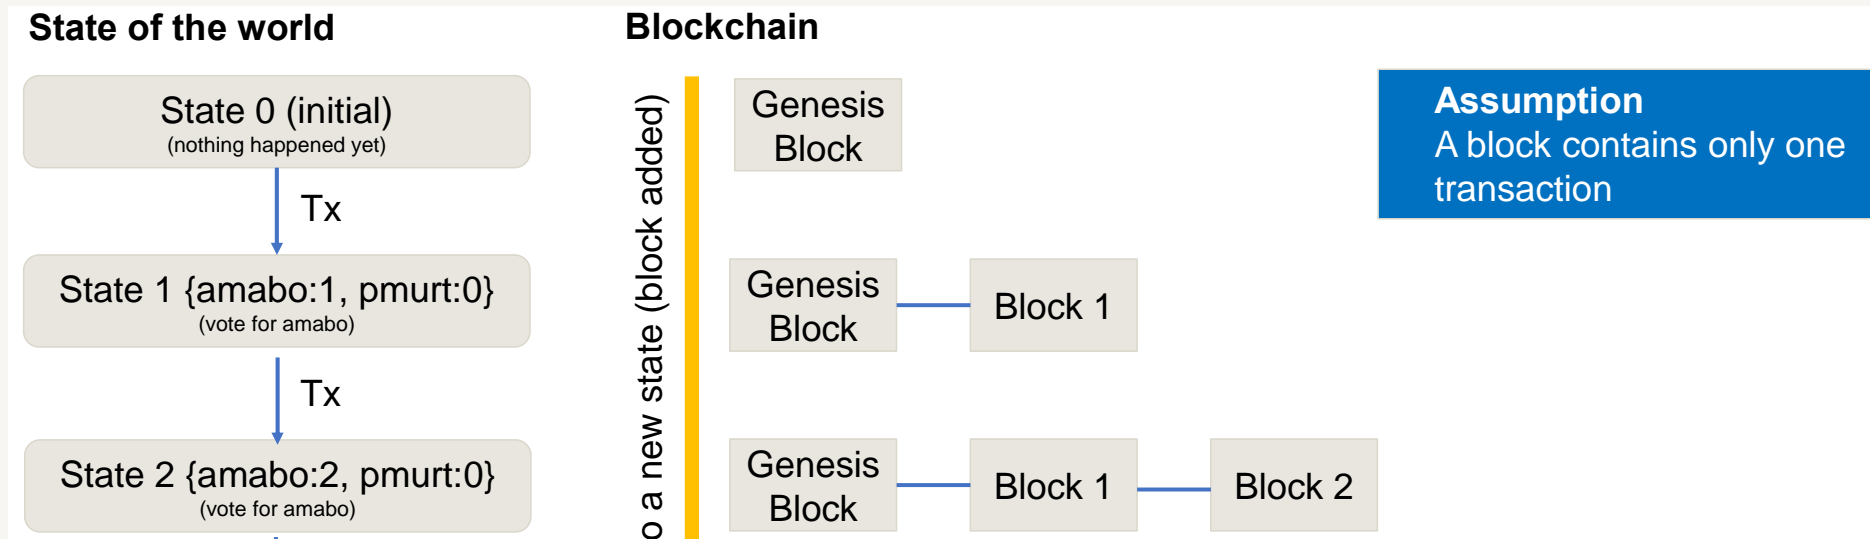 State of the world
State 0 (initial)
(nothing happened yet)
Tx
State 1 {amabo:1, pmurt:0}
(vote for amabo)
Tx
State 2 {amabo:2, pmurt:0}
(vote for amabo)
Blockchain
o a new state (block added)
Genesis
Block
Genesis
Block
Block 1
Genesis
Block
Block 1
Block 2
Assumption
A block contains only one
transaction